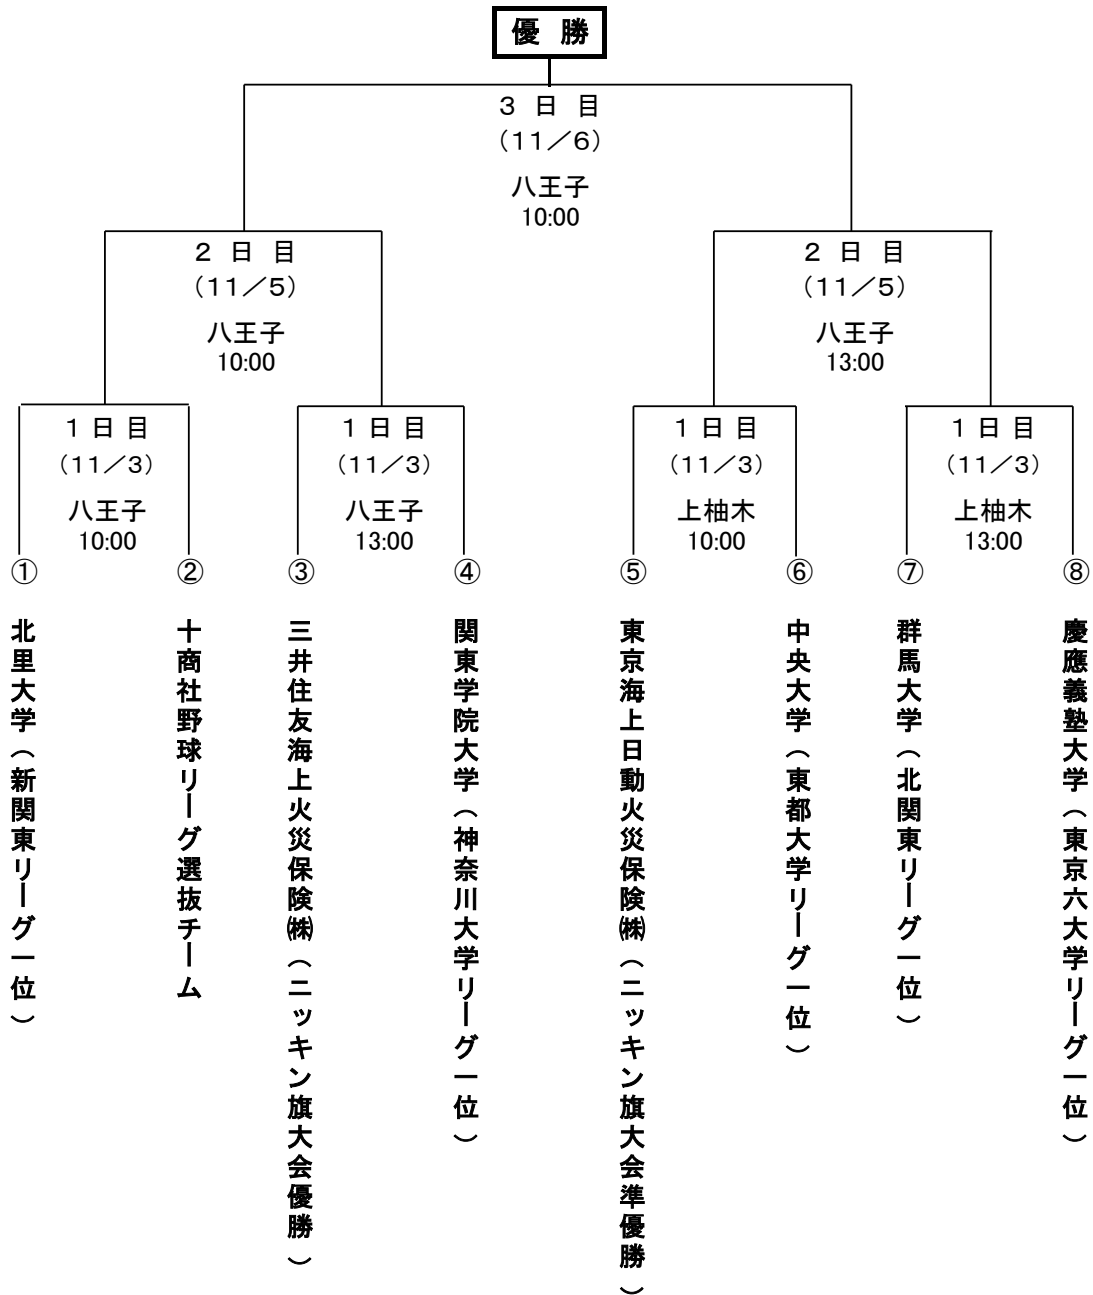 優 勝
3 日 目
（11／6）
八王子
10:00
2 日 目
（11／5）
八王子
10:00
2 日 目
（11／5）
八王子
13:00
1 日 目
（11／3）
八王子
10:00
1 日 目
（11／3）
八王子
13:00
1 日 目
（11／3）
上柚木
10:00
1 日 目
（11／3）
上柚木
13:00
①
北里大学（新関東リーグ一位）
②
十商社野球リーグ選抜チーム
③
三井住友海上火災保険㈱（ニッキン旗大会優勝）
④
関東学院大学（神奈川大学リーグ一位）
⑤
東京海上日動火災保険㈱（ニッキン旗大会準優勝）
⑥
中央大学（東都大学リーグ一位）
⑦
群馬大学（北関東リーグ一位）
⑧
慶應義塾大学（東京六大学リーグ一位）